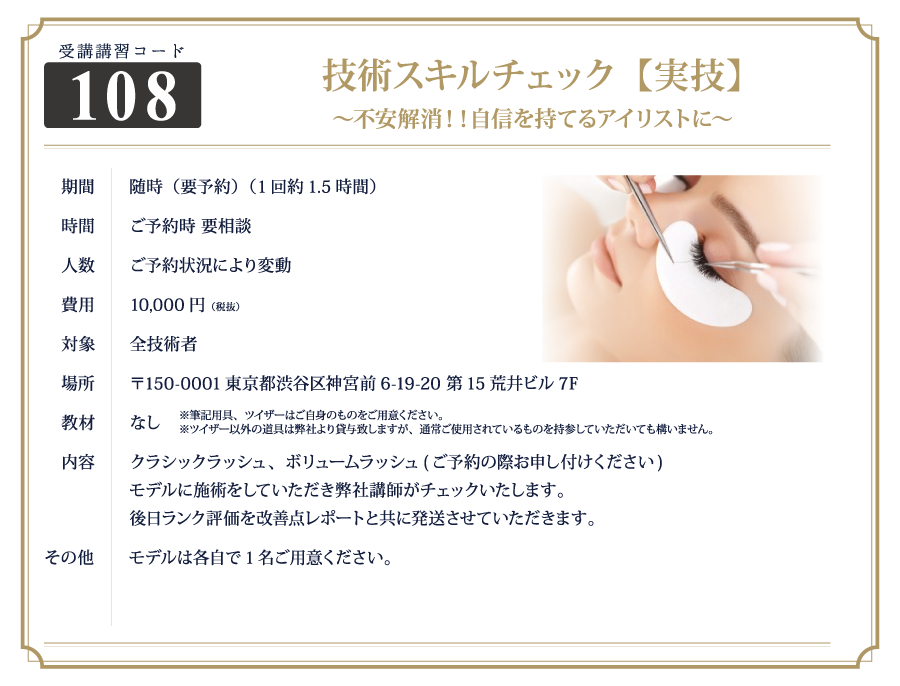 受講講習コード
108
技術スキルチェック【実技】
～不安解消！！自信を持てるアイリストに～
期間 随時（要予約）（1回約1.5時間）
時間 ご予約時 要相談
人数 ご予約状況により変動
費用 10,000円（税抜）
対象 全技術者
場所 〒150-0001 東京都渋谷区神宮前 6-19-20 第15荒井ビル 7F
教材 なし ※筆記用具、ツイザーはご自身のものをご用意ください。
※ツイザー以外の道具は弊社より貸与致しますが、通常ご使用されているものを持参していただいても構いません。
内容 クラシックラッシュ、ボリュームラッシュ(ご予約の際お申し付けください)
モデルに施術をしていただき弊社講師がチェックいたします。
後日ランク評価を改善点レポートと共に発送させていただきます。
その他 モデルは各自で1名ご用意ください。